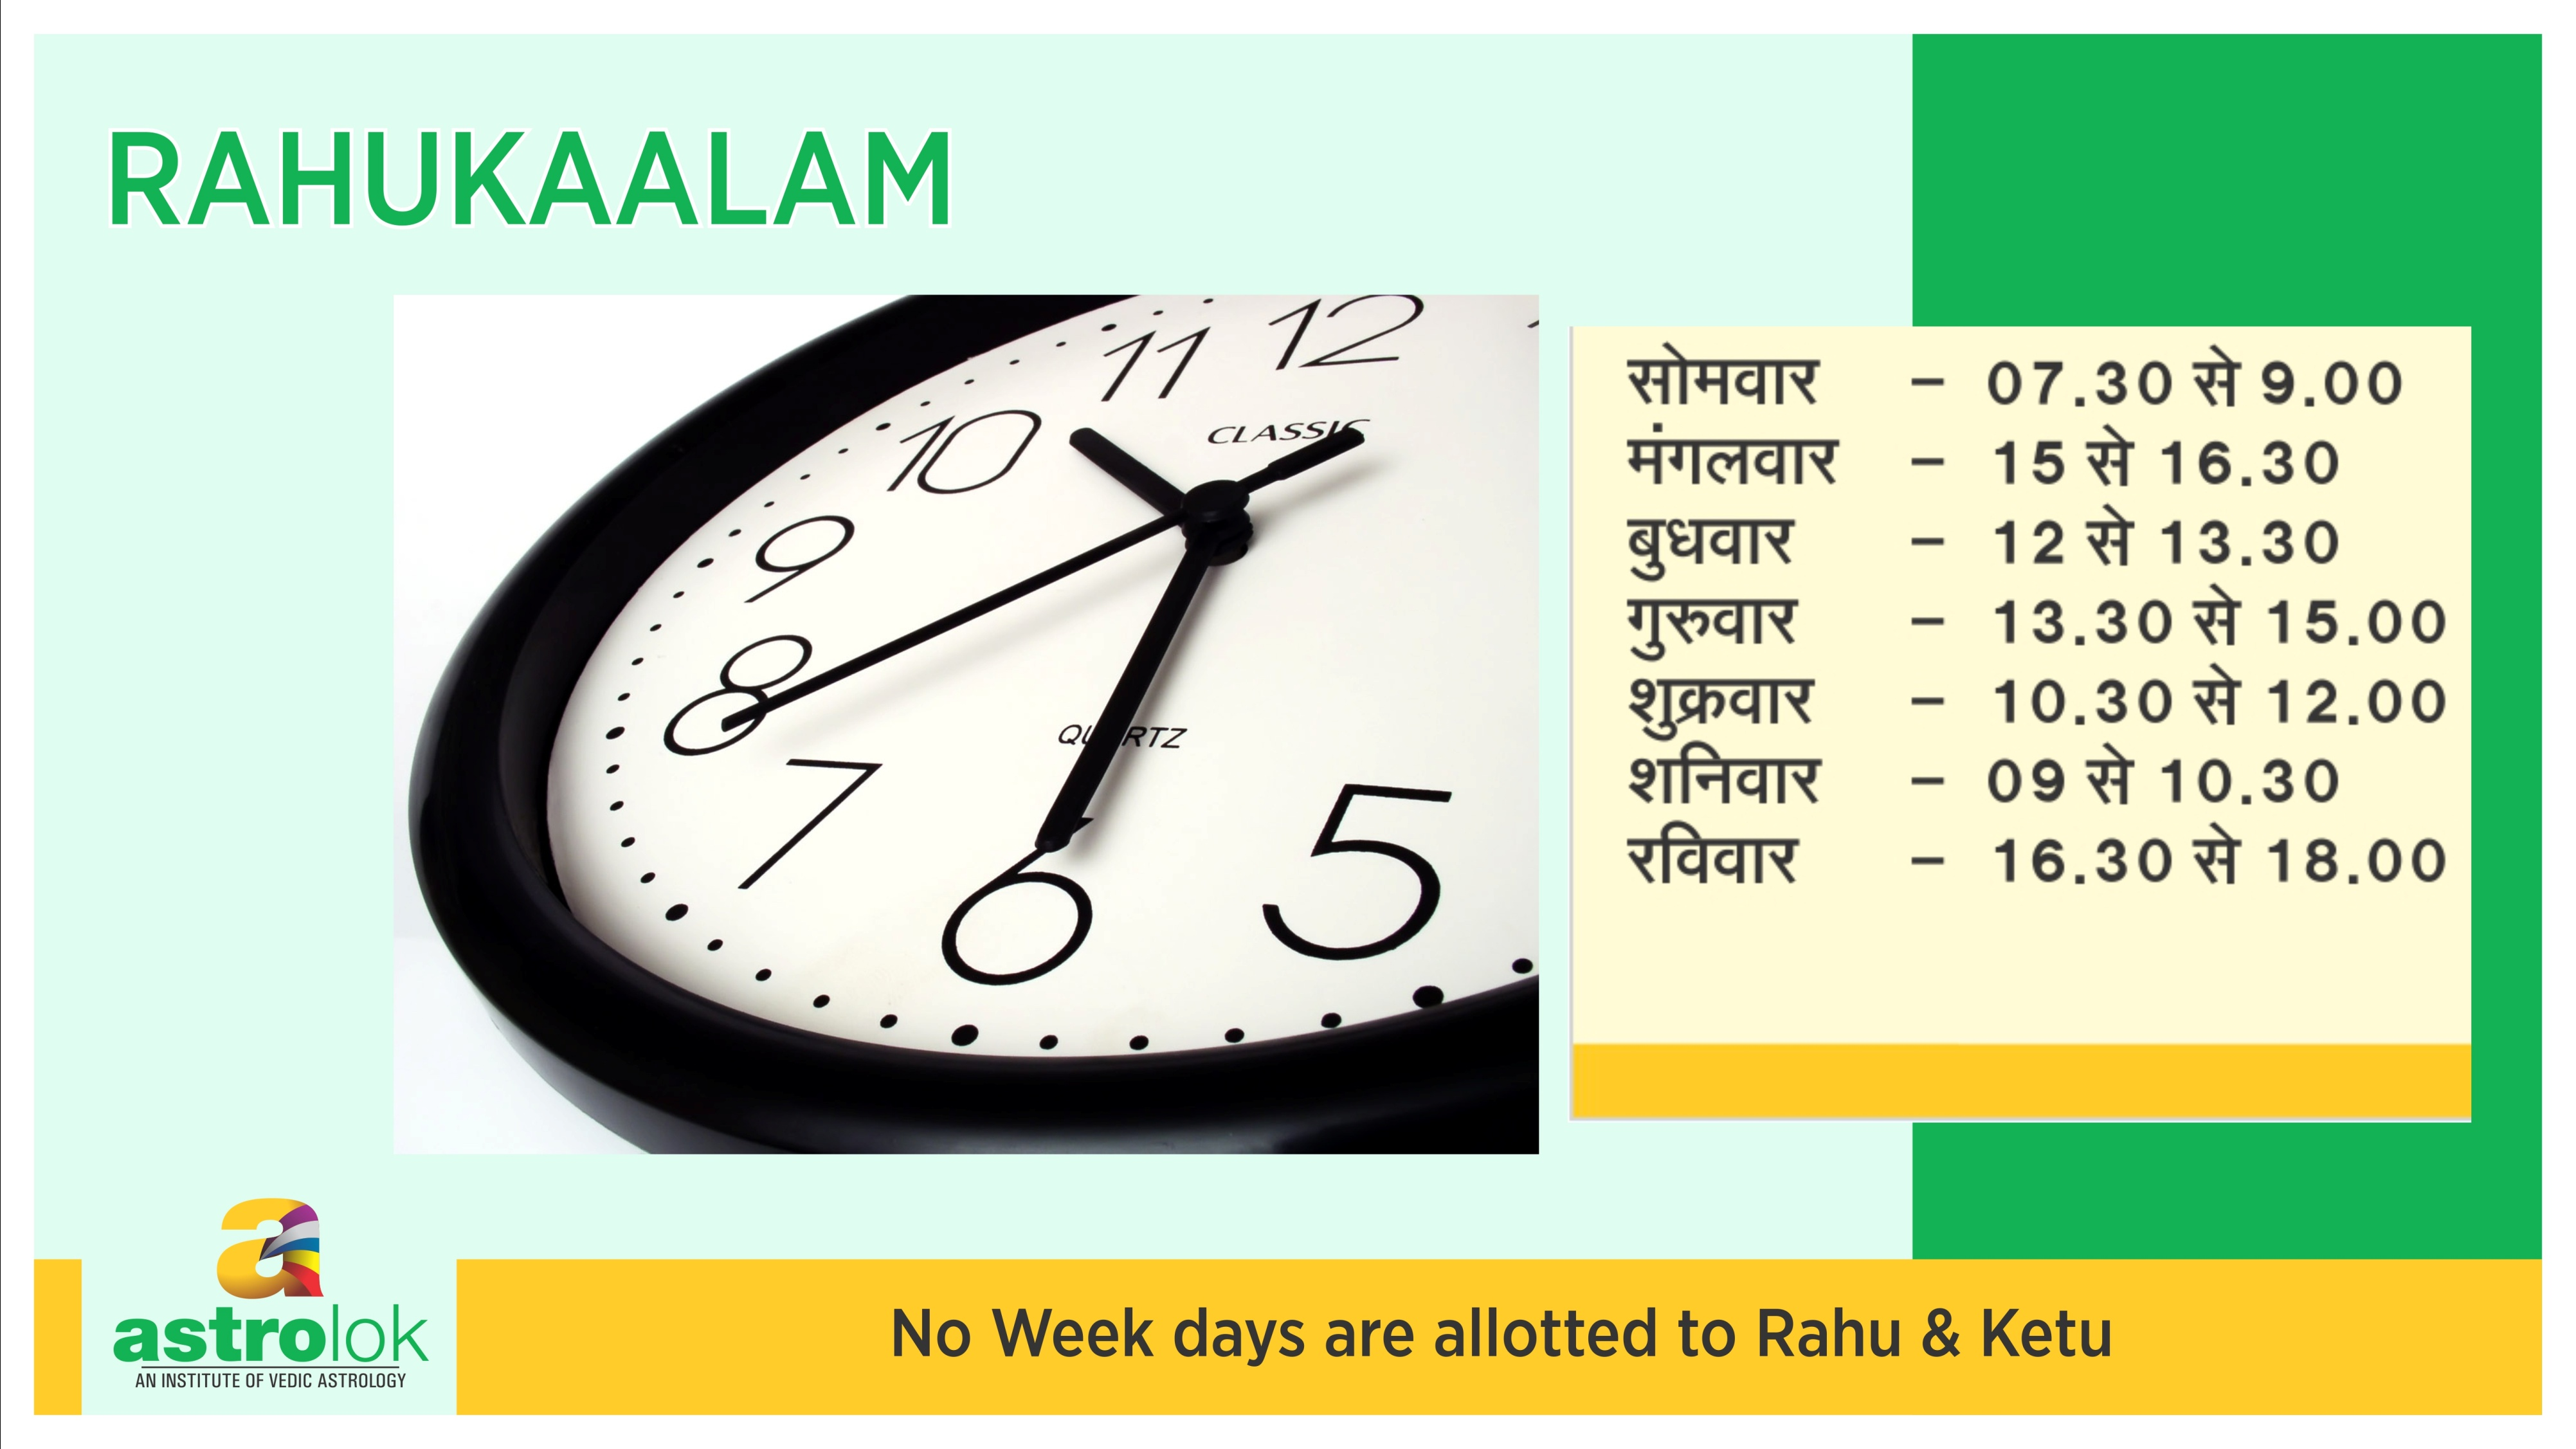 RAHUKAALAM
12
11
10
9
8
7
6
5
CLASSIC
QUARTZ
सोमवार – 07.30 से 9.00
मंगलवार – 15 से 16.30
बुधवार – 12 से 13.30
गुरुवार – 13.30 से 15.00
शुक्रवार – 10.30 से 12.00
शनिवार – 09 से 10.30
रविवार – 16.30 से 18.00
a
astrolok
AN INSTITUTE OF VEDIC ASTROLOGY
No Week days are allotted to Rahu & Ketu